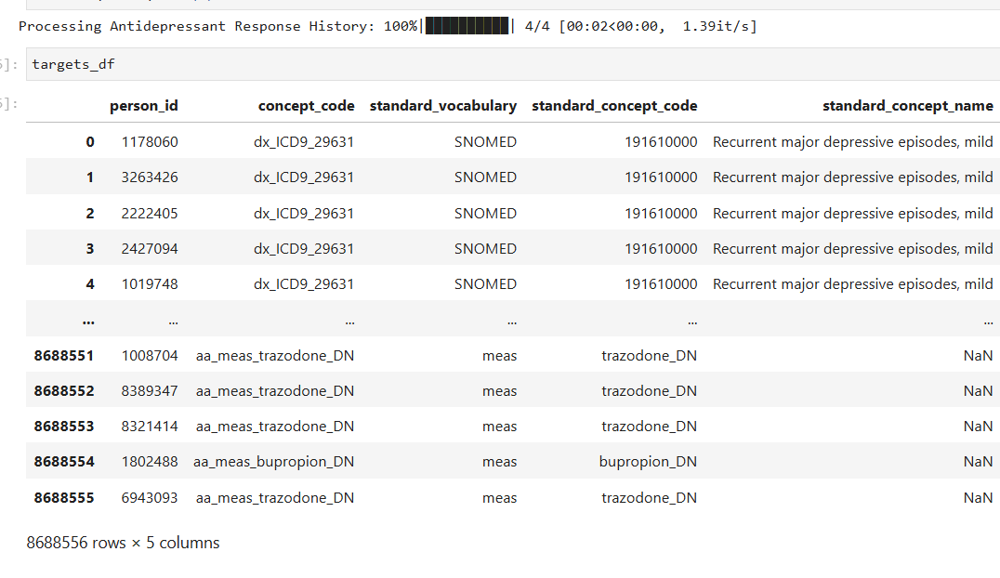 Processing Antidepressant Response History: 100%|██████████| 4/4 [00:02<00:00, 1.39it/s]
]: targets_df
]:
person_id concept_code standard_vocabulary standard_concept_code standard_concept_name
0 1178060 dx_ICD9_29631 SNOMED 191610000 Recurrent major depressive episodes, mild
1 3263426 dx_ICD9_29631 SNOMED 191610000 Recurrent major depressive episodes, mild
2 2222405 dx_ICD9_29631 SNOMED 191610000 Recurrent major depressive episodes, mild
3 2427094 dx_ICD9_29631 SNOMED 191610000 Recurrent major depressive episodes, mild
4 1019748 dx_ICD9_29631 SNOMED 191610000 Recurrent major depressive episodes, mild
... ... ... ... ... ...
8688551 1008704 aa_meas_trazodone_DN meas trazodone_DN NaN
8688552 8389347 aa_meas_trazodone_DN meas trazodone_DN NaN
8688553 8321414 aa_meas_trazodone_DN meas trazodone_DN NaN
8688554 1802488 aa_meas_bupropion_DN meas bupropion_DN NaN
8688555 6943093 aa_meas_trazodone_DN meas trazodone_DN NaN
8688556 rows × 5 columns